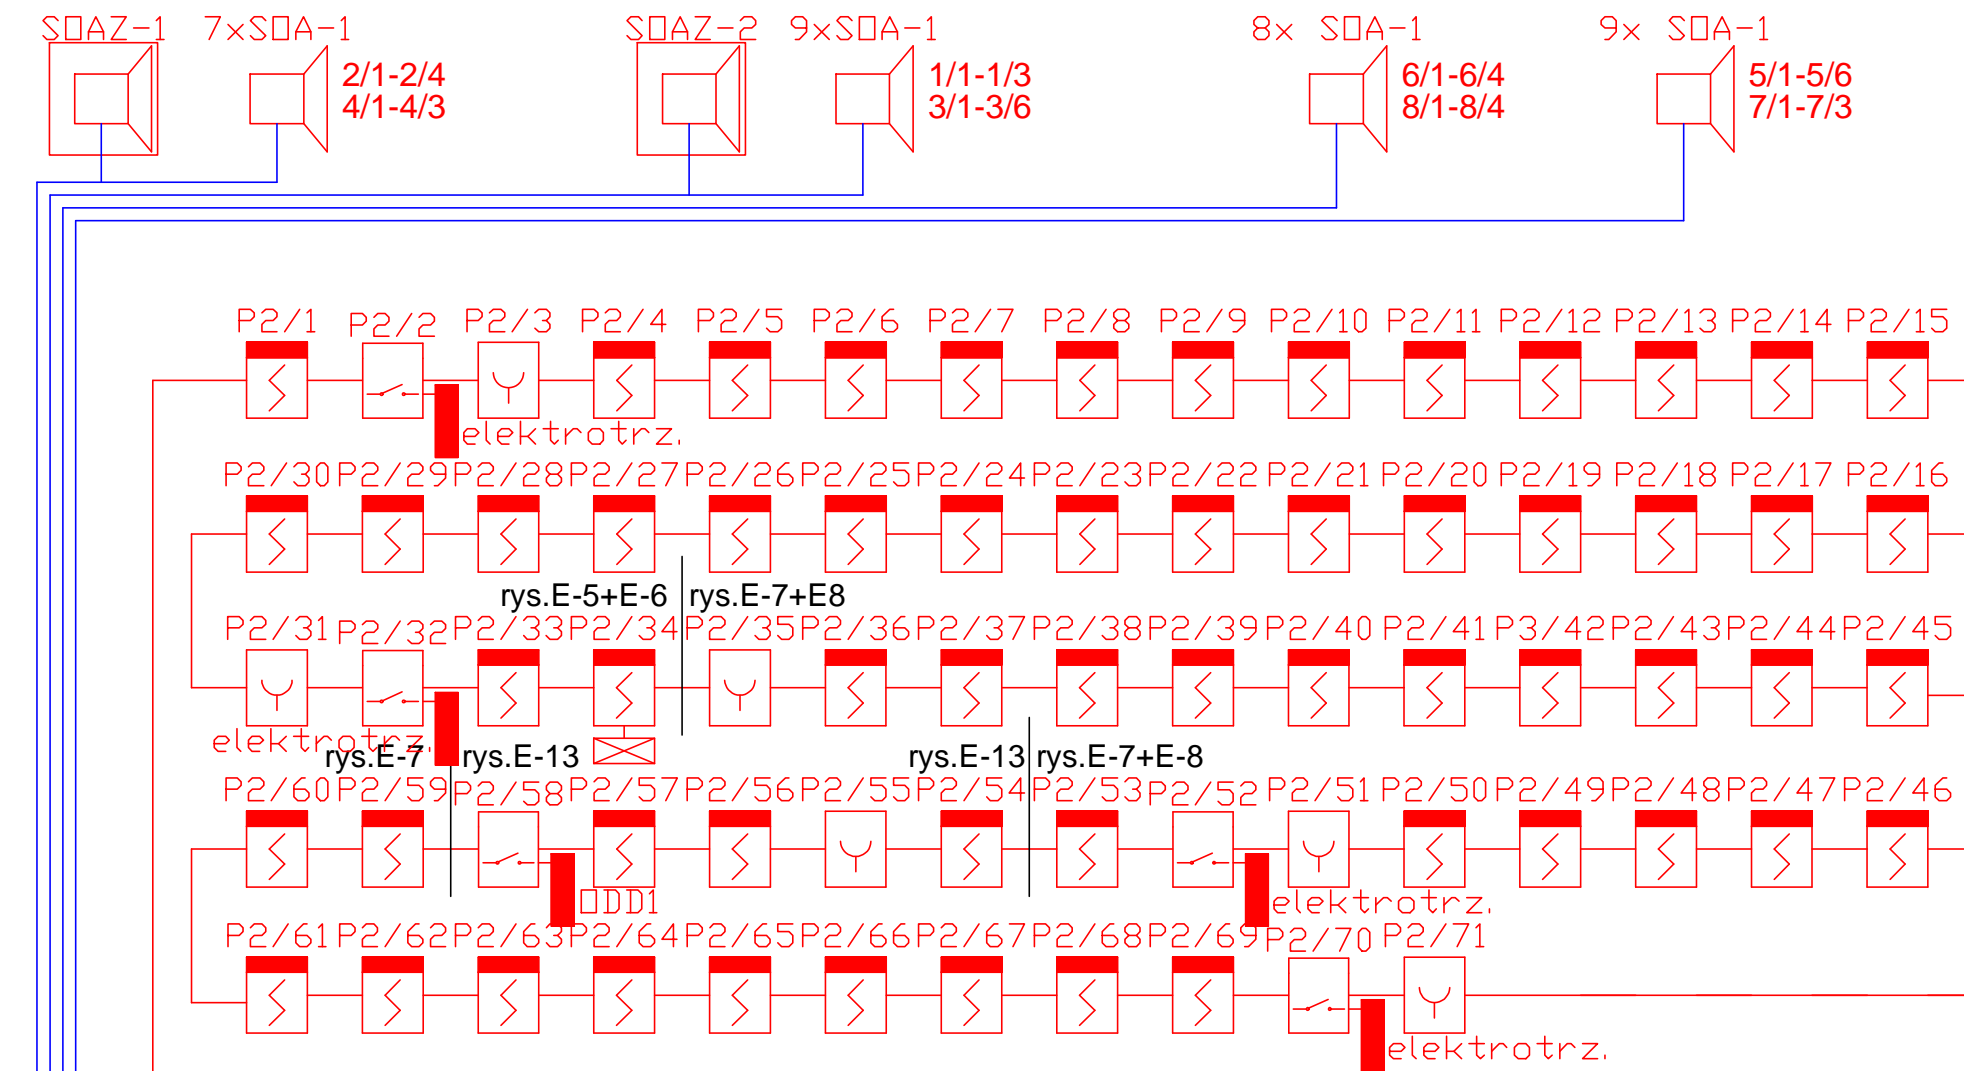 SOAZ-1 7xSOA-1 SOAZ-2 9xSOA-1 8x SOA-1 9x SOA-1
2/1-2/4 1/1-1/3 6/1-6/4 5/1-5/6
4/1-4/3 3/1-3/6 8/1-8/4 7/1-7/3
P2/1 P2/2 P2/3 P2/4 P2/5 P2/6 P2/7 P2/8 P2/9 P2/10 P2/11 P2/12 P2/13 P2/14 P2/15
elektrotrz.
P2/30 P2/29 P2/28 P2/27 P2/26 P2/25 P2/24 P2/23 P2/22 P2/21 P2/20 P2/19 P2/18 P2/17 P2/16
rys.E-5+E-6 rys.E-7+E8
P2/31 P2/32 P2/33 P2/34 P2/35 P2/36 P2/37 P2/38 P2/39 P2/40 P2/41 P3/42 P2/43 P2/44 P2/45
elektrotrz.
rys.E-7 rys.E-13 rys.E-13 rys.E-7+E-8
P2/60 P2/59 P2/58 P2/57 P2/56 P2/55 P2/54 P2/53 P2/52 P2/51 P2/50 P2/49 P2/48 P2/47 P2/46
ODD1 elektrotrz.
P2/61 P2/62 P2/63 P2/64 P2/65 P2/66 P2/67 P2/68 P2/69 P2/70 P2/71
elektrotrz.